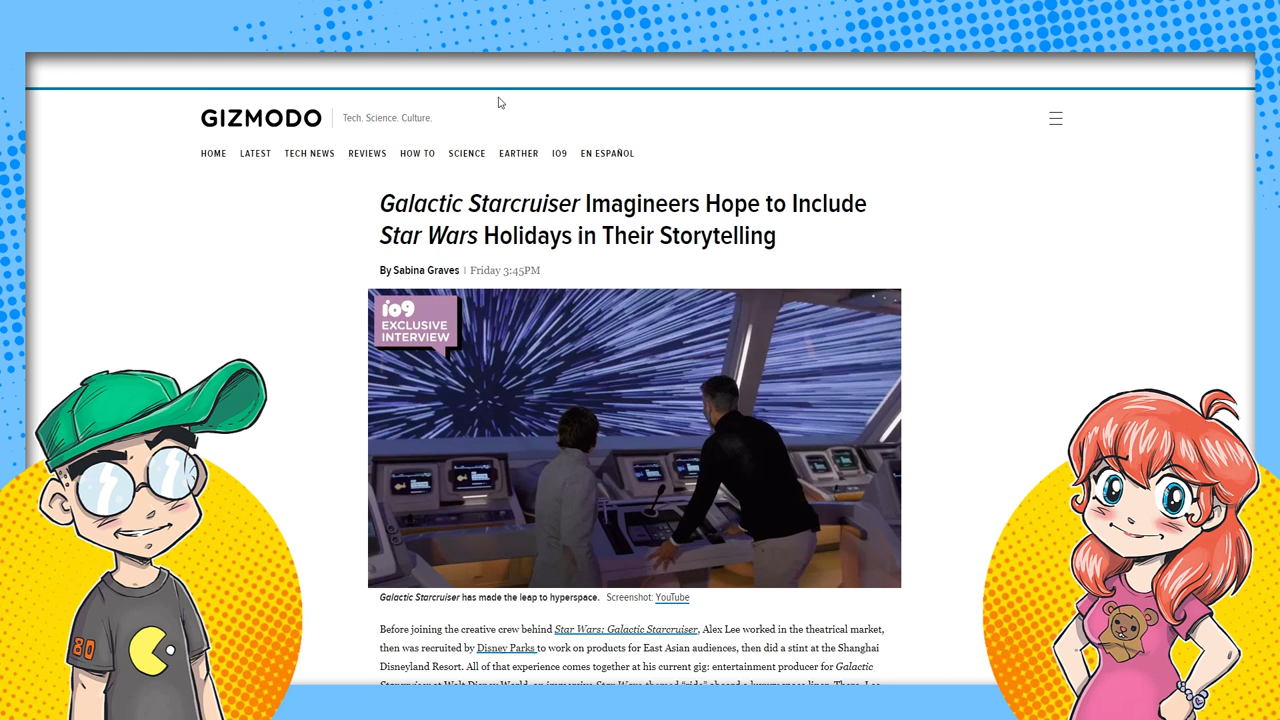 GIZMODO
Tech. Science. Culture.
HOME LATEST TECH NEWS REVIEWS HOW TO SCIENCE EARTHER IO9 EN ESPAÑOL
Galactic Starcruiser Imagineers Hope to Include
Star Wars Holidays in Their Storytelling
By Sabina Graves | Friday 3:45PM
io9
EXCLUSIVE
INTERVIEW
Galactic Starcruiser has made the leap to hyperspace. Screenshot: YouTube
Before joining the creative crew behind Star Wars: Galactic Starcruiser, Alex Lee worked in the theatrical market,
then was recruited by Disney Parks to work on products for East Asian audiences, then did a stint at the Shanghai
Disneyland Resort. All of that experience comes together at his current gig: entertainment producer for Galactic
80